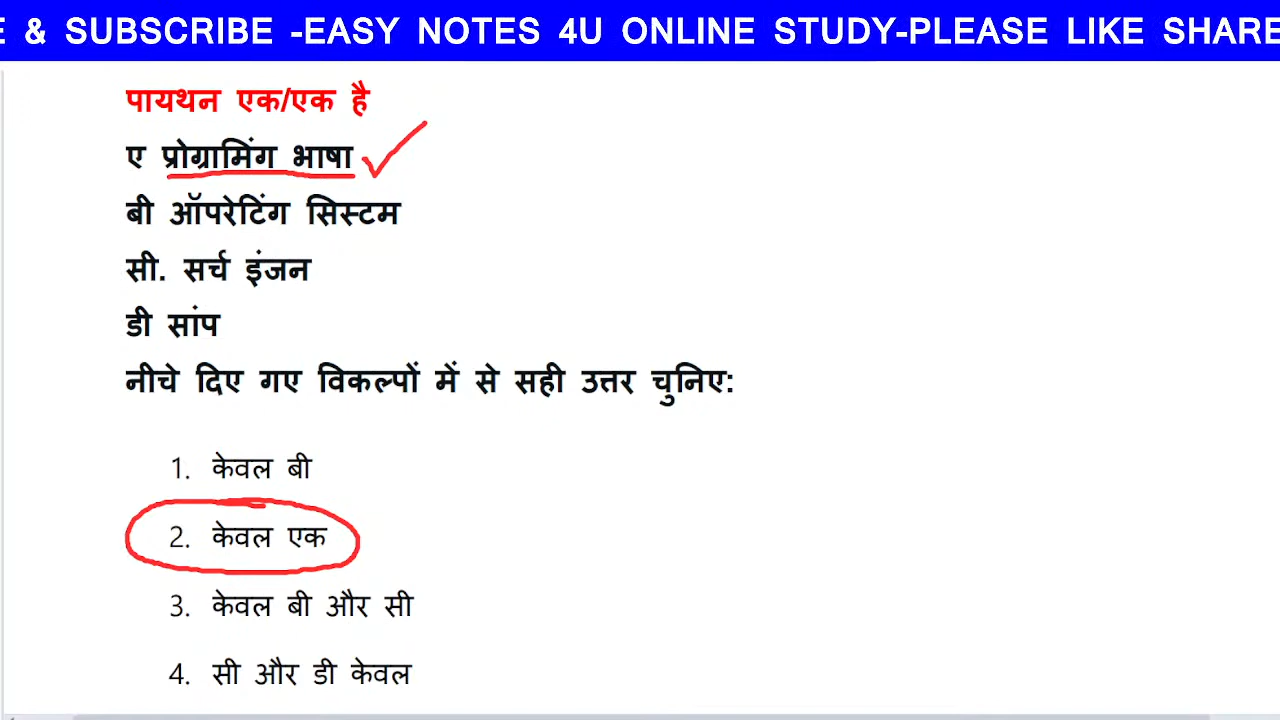 E & SUBSCRIBE -EASY NOTES 4U ONLINE STUDY-PLEASE LIKE SHARE
पायथन एक/एक है
ए प्रोग्रामिंग भाषा
बी ऑपरेटिंग सिस्टम
सी. सर्च इंजन
डी सांप
नीचे दिए गए विकल्पों में से सही उत्तर चुनिए:
1. केवल बी
2. केवल एक
3. केवल बी और सी
4. सी और डी केवल